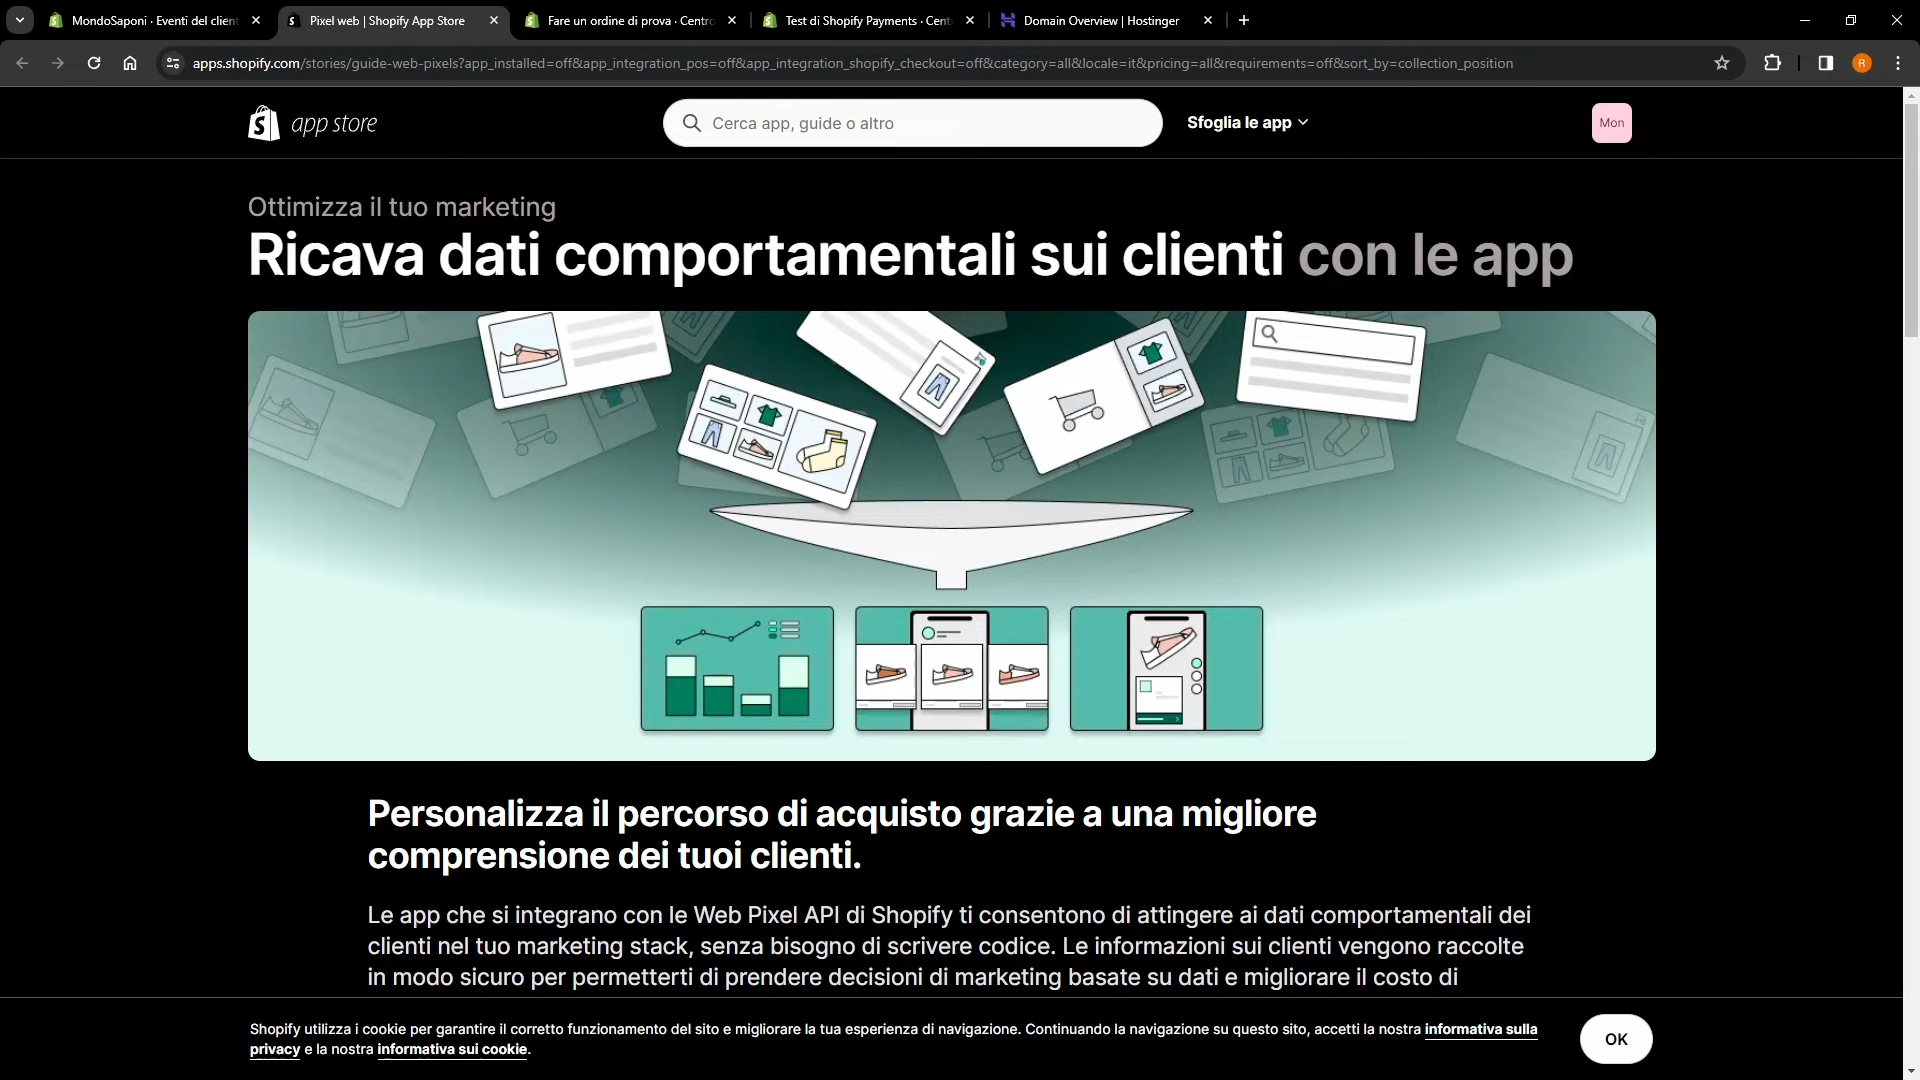 MondoSaponi · Eventi del client
Pixel web | Shopify App Store
Fare un ordine di prova · Centro
Test di Shopify Payments · Cent
Domain Overview | Hostinger
apps.shopify.com/stories/guide-web-pixels?app_installed=off&app_integration_pos=off&app_integration_shopify_checkout=off&category=all&locale=it&pricing=all&requirements=off&sort_by=collection_position
R
app store
Cerca app, guide o altro
Sfoglia le app
Mon
Ottimizza il tuo marketing
Ricava dati comportamentali sui clienti con le app
Personalizza il percorso di acquisto grazie a una migliore
comprensione dei tuoi clienti.
Le app che si integrano con le Web Pixel API di Shopify ti consentono di attingere ai dati comportamentali dei
clienti nel tuo marketing stack, senza bisogno di scrivere codice. Le informazioni sui clienti vengono raccolte
in modo sicuro per permetterti di prendere decisioni di marketing basate su dati e migliorare il costo di
Shopify utilizza i cookie per garantire il corretto funzionamento del sito e migliorare la tua esperienza di navigazione. Continuando la navigazione su questo sito, accetti la nostra informativa sulla
privacy e la nostra informativa sui cookie.
OK